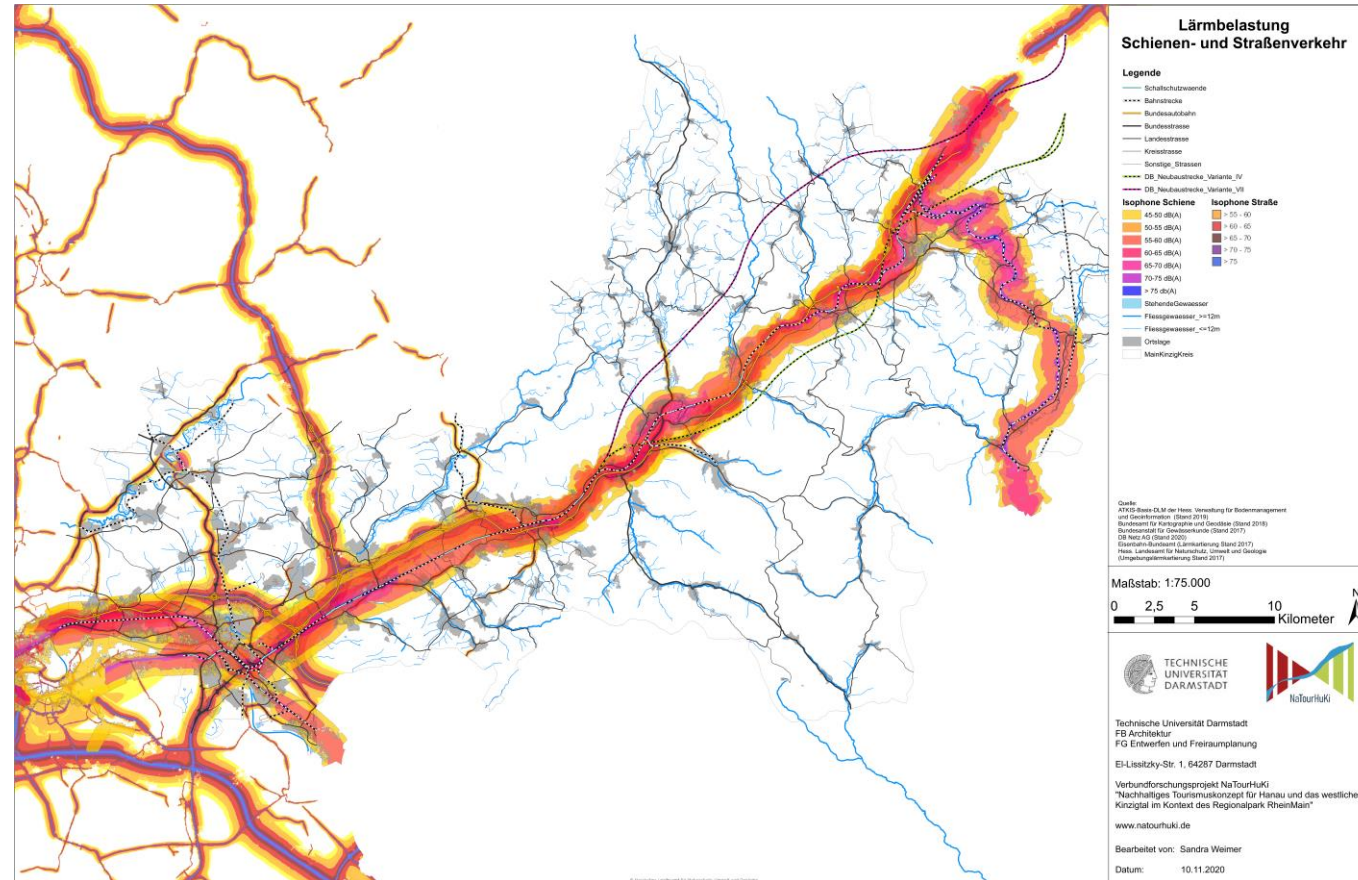 Lärmbelastung
Schienen- und Straßenverkehr
Legende
Schallschutzwaende
Bahnstrecke
Bundesautobahn
Bundesstrasse
Landesstrasse
Kreisstrasse
Sonstige_Strassen
DB_Neubaustrecke_Variante_IV
DB_Neubaustrecke_Variante_VII
Isophone Schiene
45-50 dB(A)
50-55 dB(A)
55-60 dB(A)
60-65 dB(A)
65-70 dB(A)
70-75 dB(A)
> 75 db(A)
Isophone Straße
> 55 - 60
> 60 - 65
> 65 - 70
> 70 - 75
> 75
StehendeGewaesser
Fliessgewaesser_>=12m
Fliessgewaesser_<=12m
Ortslage
MainKinzigKreis
Quelle:
ATKIS-Basis-DLM der Hess. Verwaltung für Bodenmanagement
und Geoinformation (Stand 2019)
Bundesamt für Kartographie und Geodäsie (Stand 2018)
Bundesanstalt für Gewässerkunde (Stand 2017)
DB Netz AG (Stand 2020)
Eisenbahn-Bundesamt (Lärmkartierung Stand 2017)
Hess. Landesamt für Naturschutz, Umwelt und Geologie
(Umgebungslärmkartierung Stand 2017)
Maßstab: 1:75.000
0 2,5 5 10
Kilometer
N
TECHNISCHE
UNIVERSITÄT
DARMSTADT
NaTourHuKi
Technische Universität Darmstadt
FB Architektur
FG Entwerfen und Freiraumplanung
El-Lissitzky-Str. 1, 64287 Darmstadt
Verbundforschungsprojekt NaTourHuKi
"Nachhaltiges Tourismuskonzept für Hanau und das westliche
Kinzigtal im Kontext des Regionalpark RheinMain"
www.natourhuki.de
Bearbeitet von: Sandra Weimer
Datum: 10.11.2020